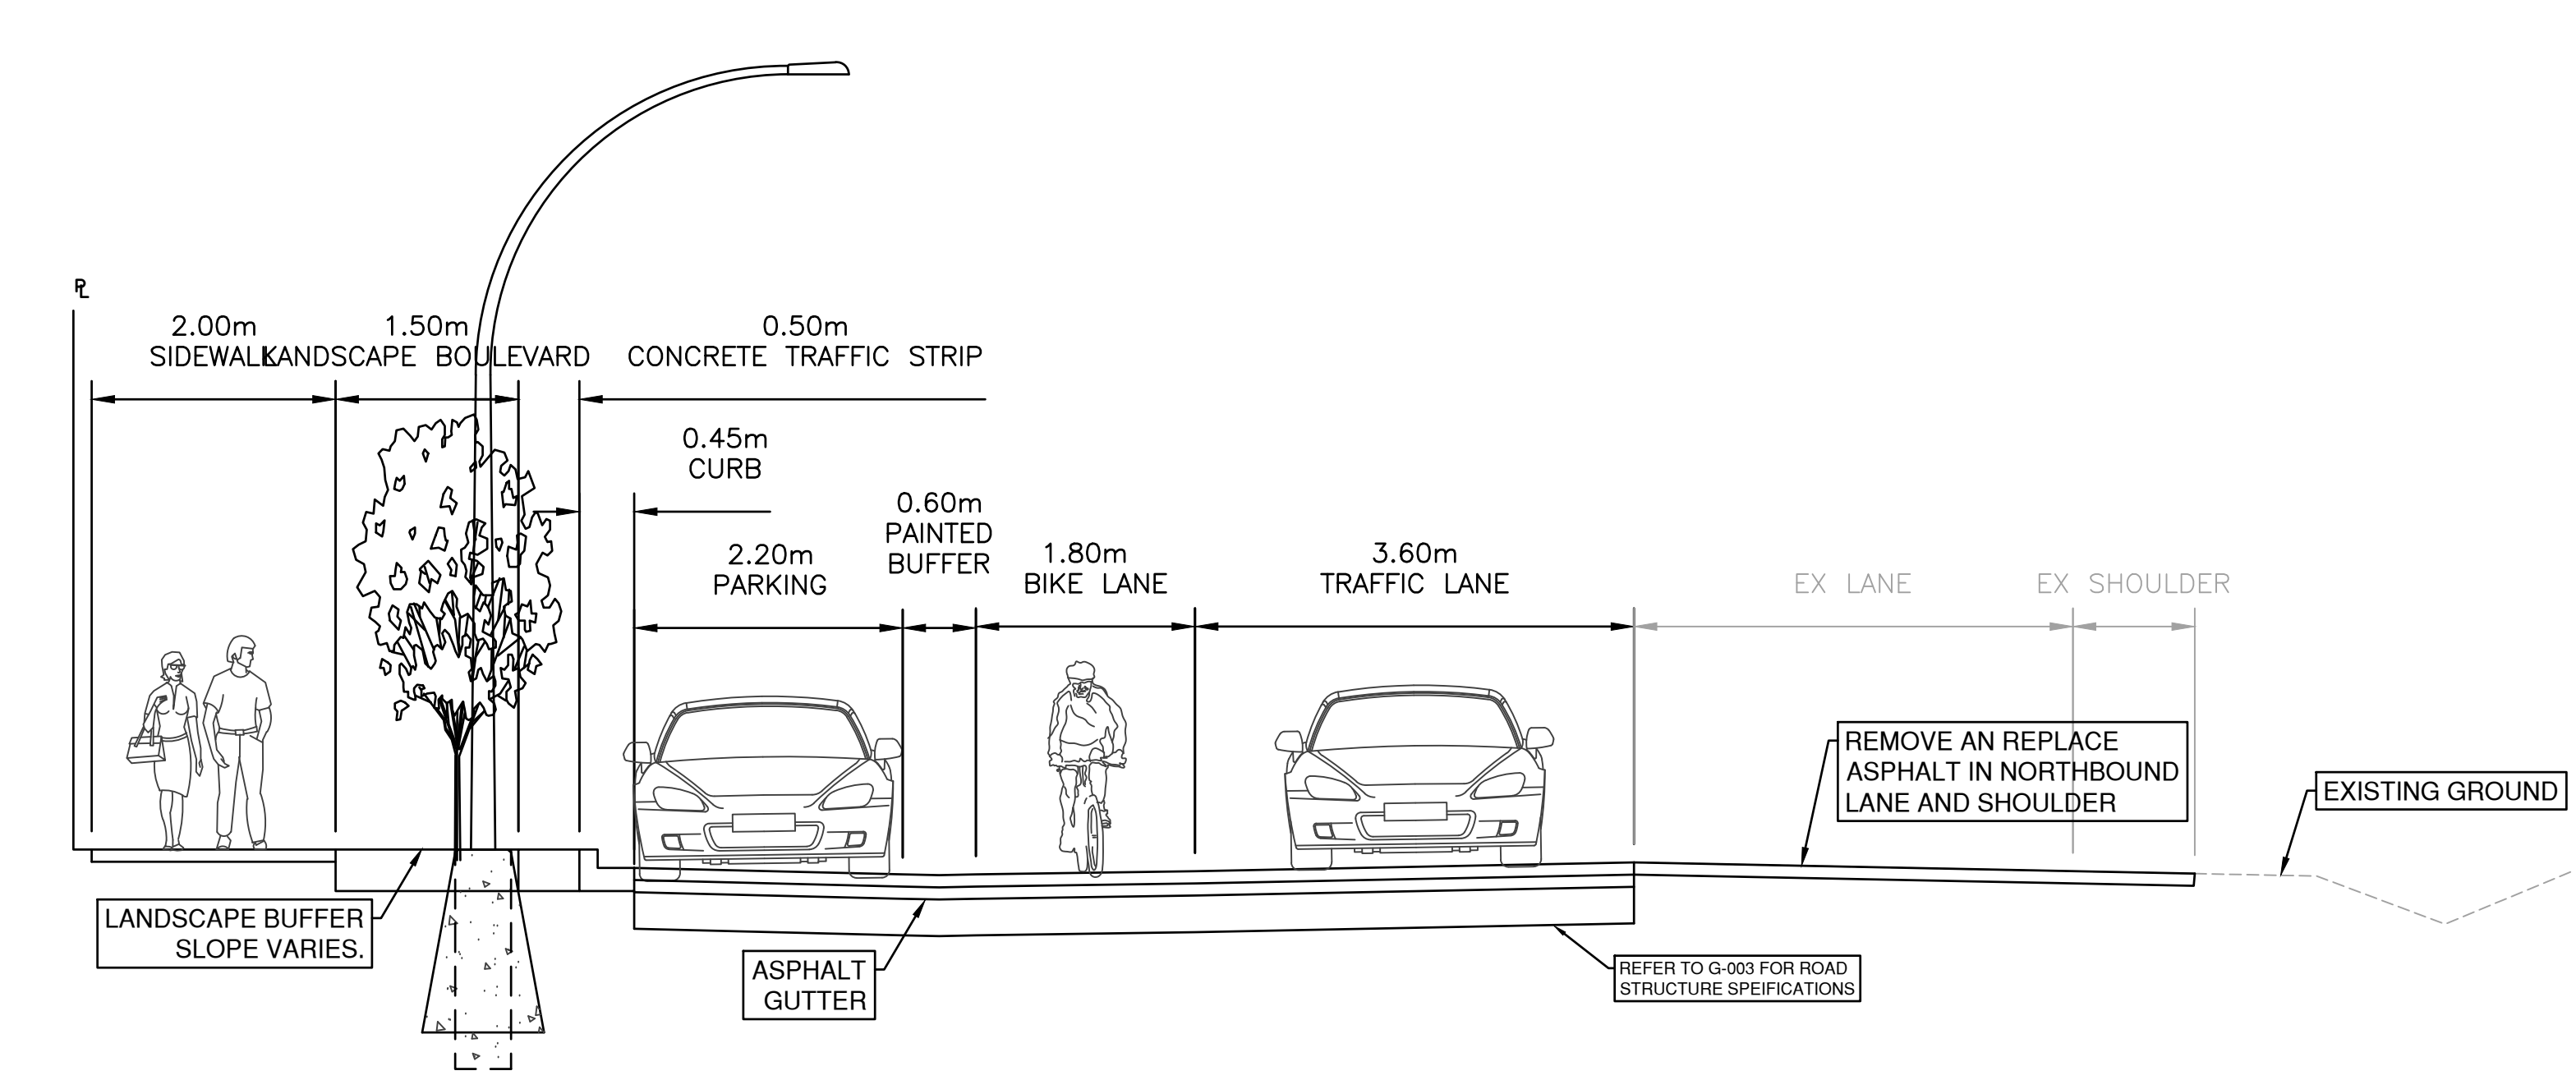 PL
2.00m
SIDEWALK
1.50m
LANDSCAPE BOULEVARD
0.50m
CONCRETE TRAFFIC STRIP
0.45m
CURB
2.20m
PARKING
0.60m
PAINTED
BUFFER
1.80m
BIKE LANE
3.60m
TRAFFIC LANE
EX LANE
EX SHOULDER
REMOVE AN REPLACE
ASPHALT IN NORTHBOUND
LANE AND SHOULDER
EXISTING GROUND
LANDSCAPE BUFFER
SLOPE VARIES.
ASPHALT
GUTTER
REFER TO G-003 FOR ROAD
STRUCTURE SPEIFICATIONS